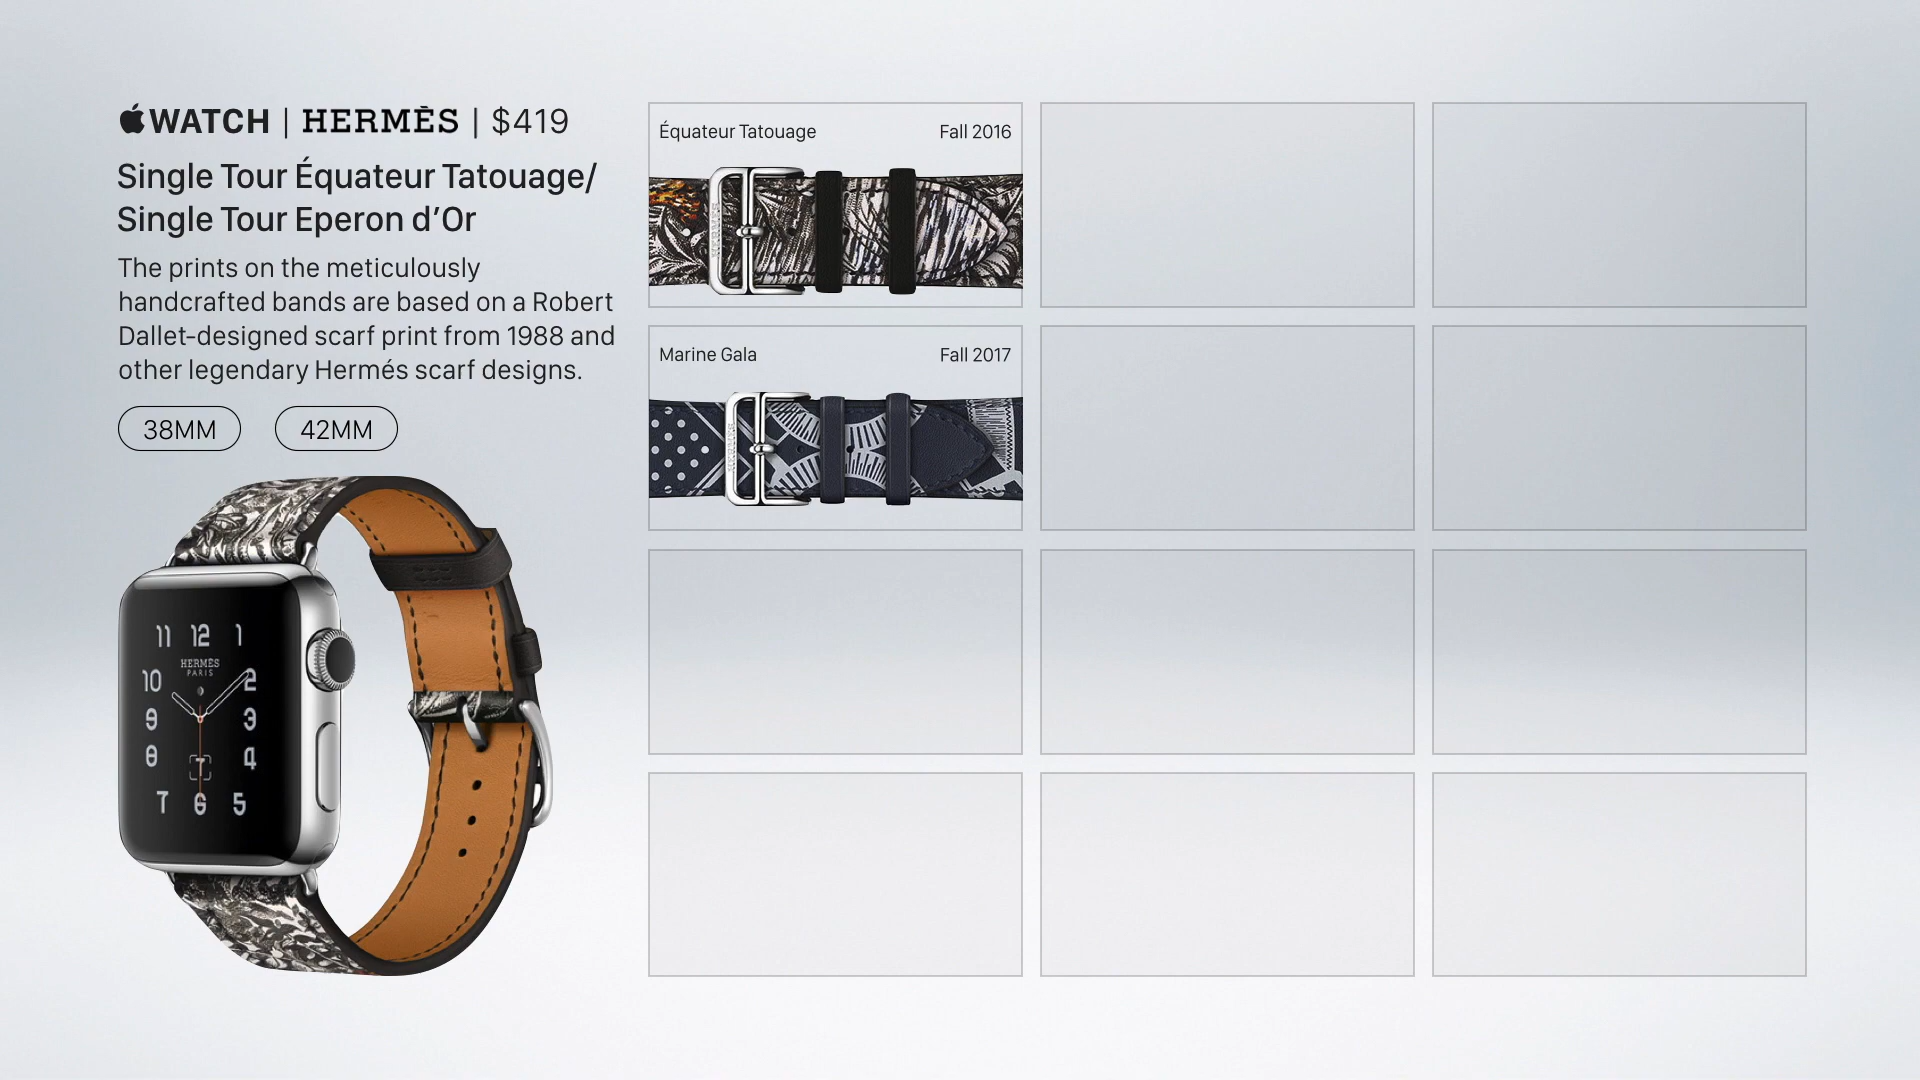 WATCH | HERMÈS | $419
Single Tour Équateur Tatouage/
Single Tour Eperon d’Or
The prints on the meticulously
handcrafted bands are based on a Robert
Dallet-designed scarf print from 1988 and
other legendary Hermés scarf designs.
38MM 42MM
11 12 1
HERMÈS
PARIS
10 2
9 3
8 4
7
7 6 5
Équateur Tatouage Fall 2016
HERMES
Marine Gala Fall 2017
HERMES